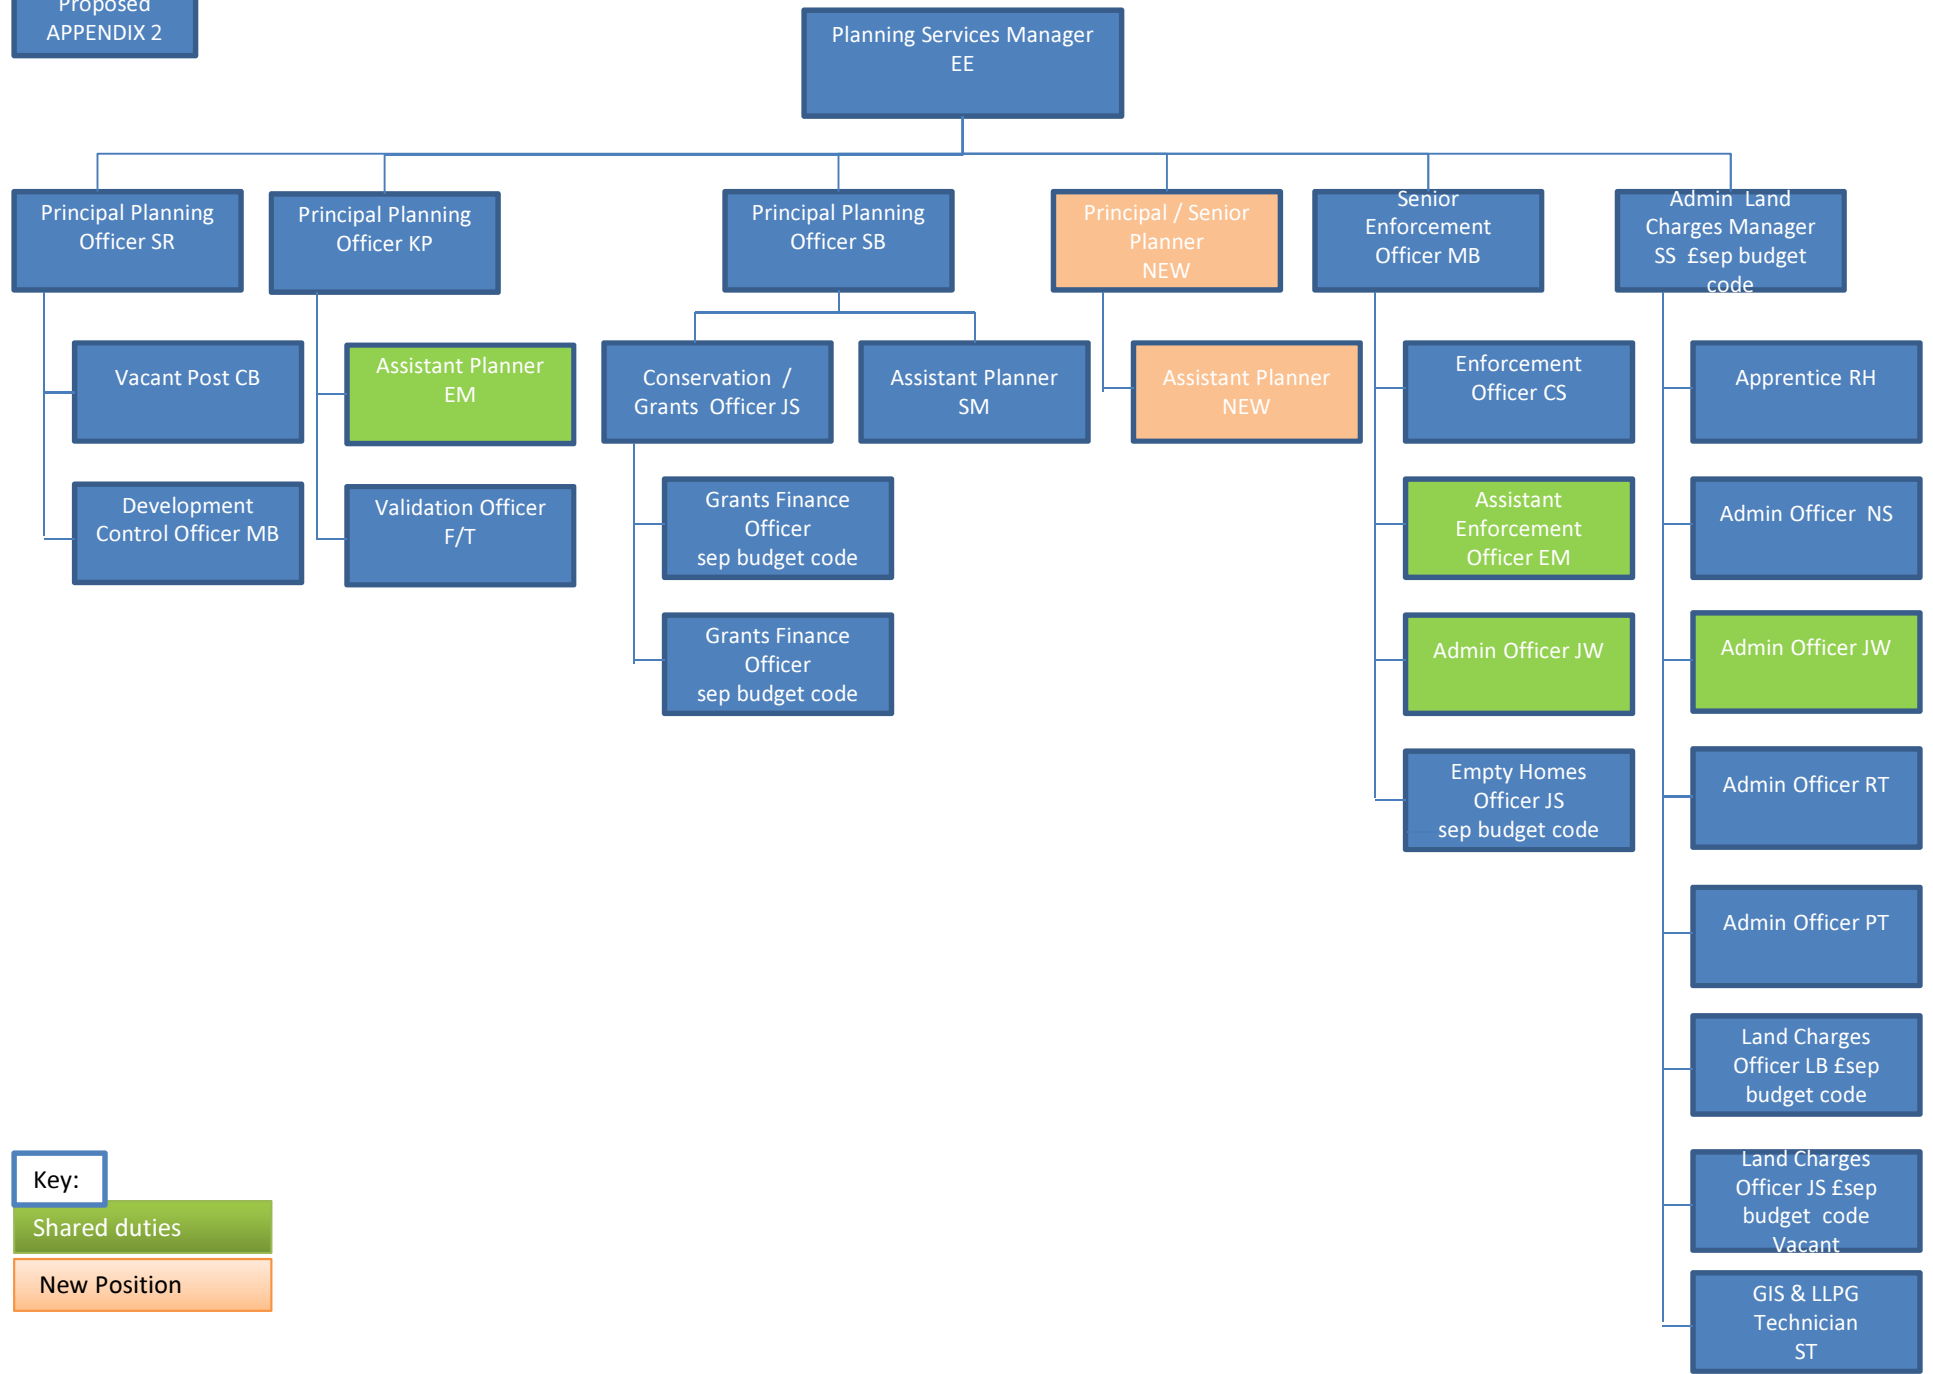 Proposed
APPENDIX 2
Planning Services Manager
EE
Principal Planning
Officer SR
Principal Planning
Officer KP
Principal Planning
Officer SB
Principal / Senior
Planner
NEW
Senior
Enforcement
Officer MB
Admin  Land
Charges Manager
SS  £sep budget
code
Vacant Post CB
Assistant Planner
EM
Conservation  /
Grants  Officer JS
Assistant Planner
SM
Assistant Planner
NEW
Enforcement
Officer CS
Apprentice RH
Development
Control Officer MB
Validation Officer
F/T
Grants Finance
Officer
sep budget code
Assistant
Enforcement
Officer EM
Admin Officer  NS
Grants Finance
Officer
sep budget code
Admin Officer JW
Admin Officer JW
Empty Homes
Officer JS
sep budget code
Admin Officer RT
Admin Officer PT
Land Charges
Officer LB £sep
budget code
Land Charges
Officer JS £sep
budget  code
Vacant
GIS & LLPG
Technician
ST
Key:
Shared duties
New Position